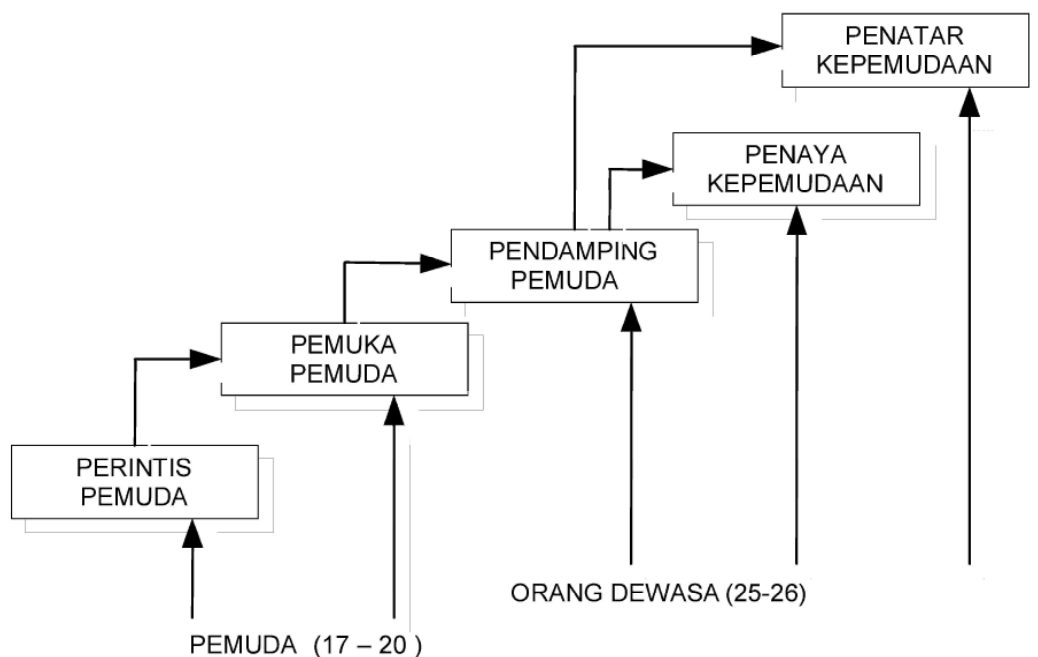 PENATAR
KEPEMUDAAN
PENAYA
KEPEMUDAAN
PENDAMPING
PEMUDA
PEMUKA
PEMUDA
PERINTIS
PEMUDA
ORANG DEWASA (25-26)
PEMUDA (17 – 20 )